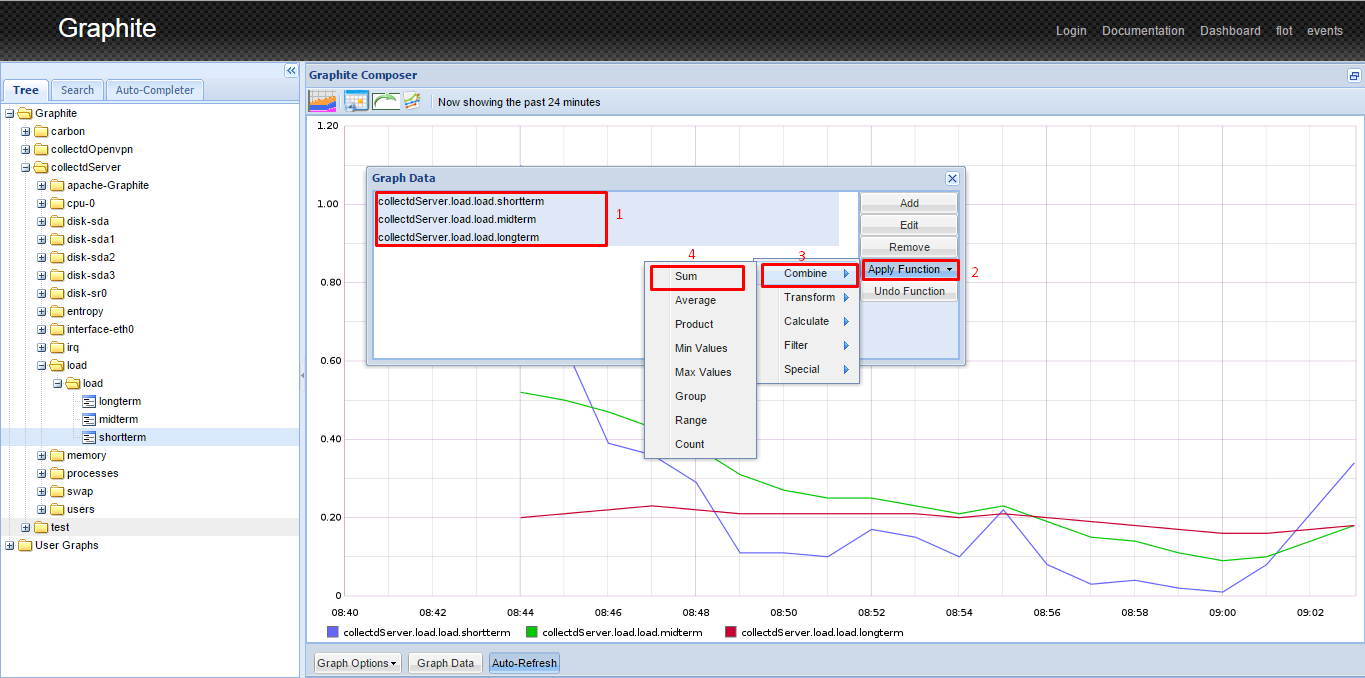 Graphite
Login Documentation Dashboard flot events
Tree Search Auto-Completer
Graphite
carbon
collectdOpenvpn
collectdServer
apache-Graphite
cpu-0
disk-sda
disk-sda1
disk-sda2
disk-sda3
disk-sr0
entropy
interface-eth0
irq
load
load
longterm
midterm
shortterm
memory
processes
swap
users
test
User Graphs
Graphite Composer
Now showing the past 24 minutes
1.20
1.00
0.80
0.60
0.40
0.20
0
Graph Data
collectdServer.load.load.shortterm
collectdServer.load.load.midterm
collectdServer.load.load.longterm
1
Add
Edit
Remove
Apply Function
Undo Function
2
3
Combine
Transform
Calculate
Filter
Special
4
Sum
Average
Product
Min Values
Max Values
Group
Range
Count
08:40 08:42 08:44 08:46 08:48 08:50 08:52 08:54 08:56 08:58 09:00 09:02
collectdServer.load.load.shortterm collectdServer.load.load.midterm collectdServer.load.load.longterm
Graph Options Graph Data Auto-Refresh